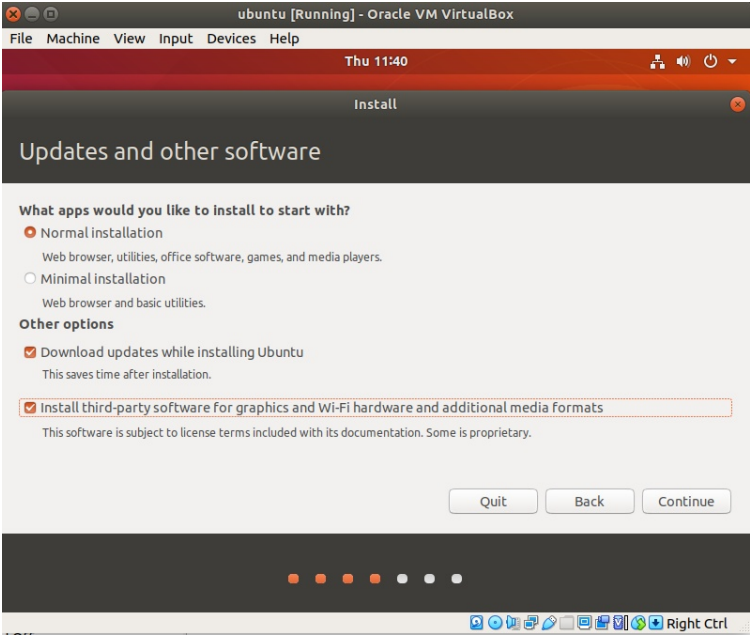 ubuntu [Running] - Oracle VM VirtualBox
File Machine View Input Devices Help
Thu 11:40
Install
Updates and other software
What apps would you like to install to start with?
Normal installation
Web browser, utilities, office software, games, and media players.
Minimal installation
Web browser and basic utilities.
Other options
Download updates while installing Ubuntu
This saves time after installation.
Install third-party software for graphics and Wi-Fi hardware and additional media formats
This software is subject to license terms included with its documentation. Some is proprietary.
Quit Back Continue
Right Ctrl